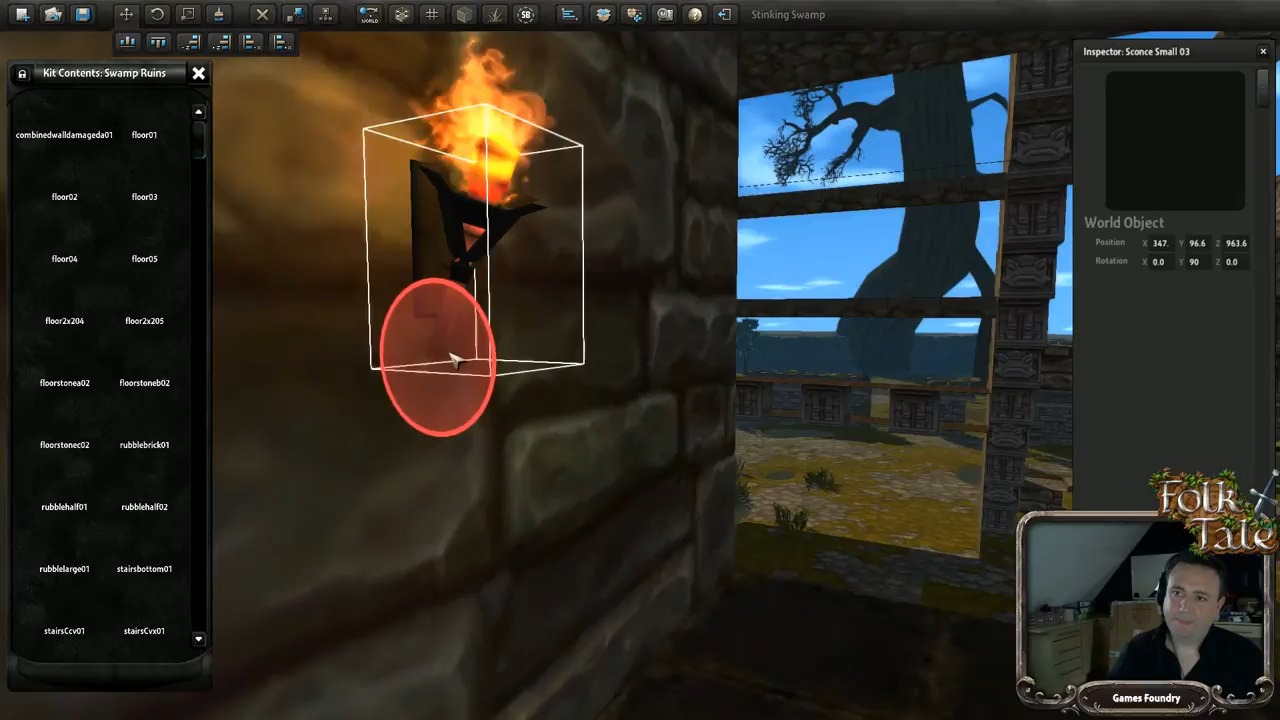 WORLD
SB
Stinking Swamp
Kit Contents: Swamp Ruins
Inspector: Sconce Small 03
combinedwalldamageda01 floor01
floor02 floor03
floor04 floor05
floor2x204 floor2x205
floorstonea02 floorstoneb02
floorstonec02 rubblebrick01
rubblehalf01 rubblehalf02
rubblelarge01 stairsbottom01
stairsCcv01 stairsCvx01
World Object
Position X 347. Y 96.6 Z 963.6
Rotation X 0.0 Y 90 Z 0.0
Folk
Tale
Games Foundry